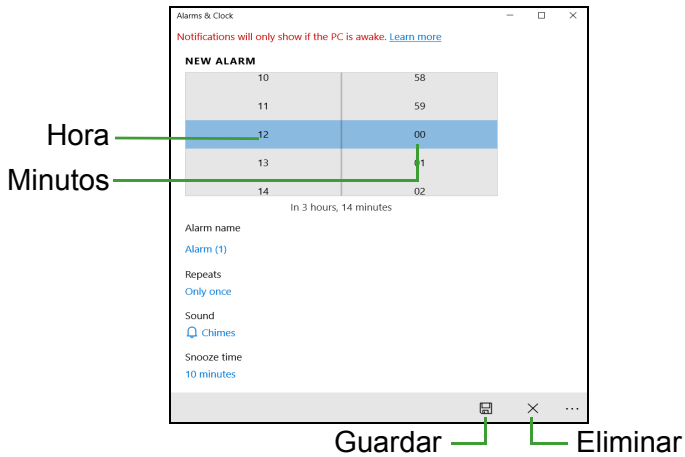 Alarms & Clock
Notifications will only show if the PC is awake. Learn more
NEW ALARM
10 58
11 59
Hora 12 00
13 01
Minutos
14 02
In 3 hours, 14 minutes
Alarm name
Alarm (1)
Repeats
Only once
Sound
Chimes
Snooze time
10 minutes
Guardar Eliminar